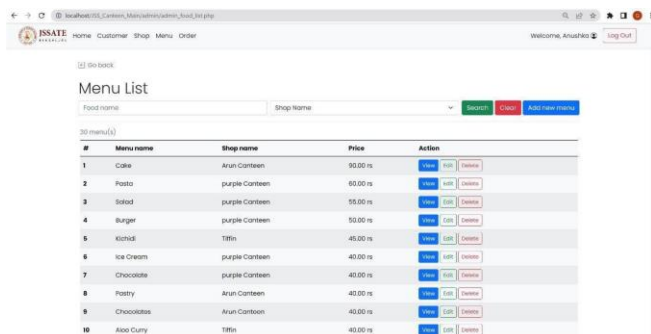 localhost/JSS_Canteen_Main/admin/admin_food_list.php
JSSATE Home Customer Shop Menu Order Welcome, Anushka Log Out
Go back
Menu List
Food name Shop Name Search Clear Add new menu
30 menu(s)
# Menu name Shop name Price Action
1 Cake Arun Canteen 90.00 rs View Edit Delete
2 Pasta purple Canteen 60.00 rs View Edit Delete
3 Salad purple Canteen 55.00 rs View Edit Delete
4 Burger purple Canteen 50.00 rs View Edit Delete
5 Kichidi Tiffin 45.00 rs View Edit Delete
6 Ice Cream purple Canteen 40.00 rs View Edit Delete
7 Chocolate purple Canteen 40.00 rs View Edit Delete
8 Pastry Arun Canteen 40.00 rs View Edit Delete
9 Chocolates Arun Canteen 40.00 rs View Edit Delete
10 Aloo Curry Tiffin 40.00 rs View Edit Delete